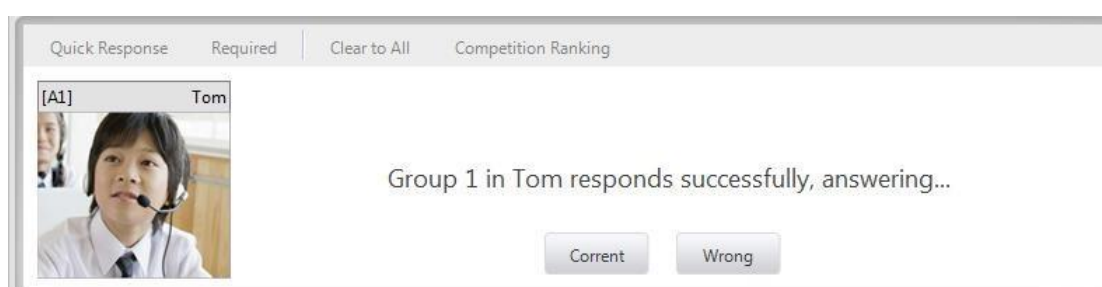 Quick Response Required Clear to All Competition Ranking
[A1] Tom
Group 1 in Tom responds successfully, answering...
Corrent Wrong